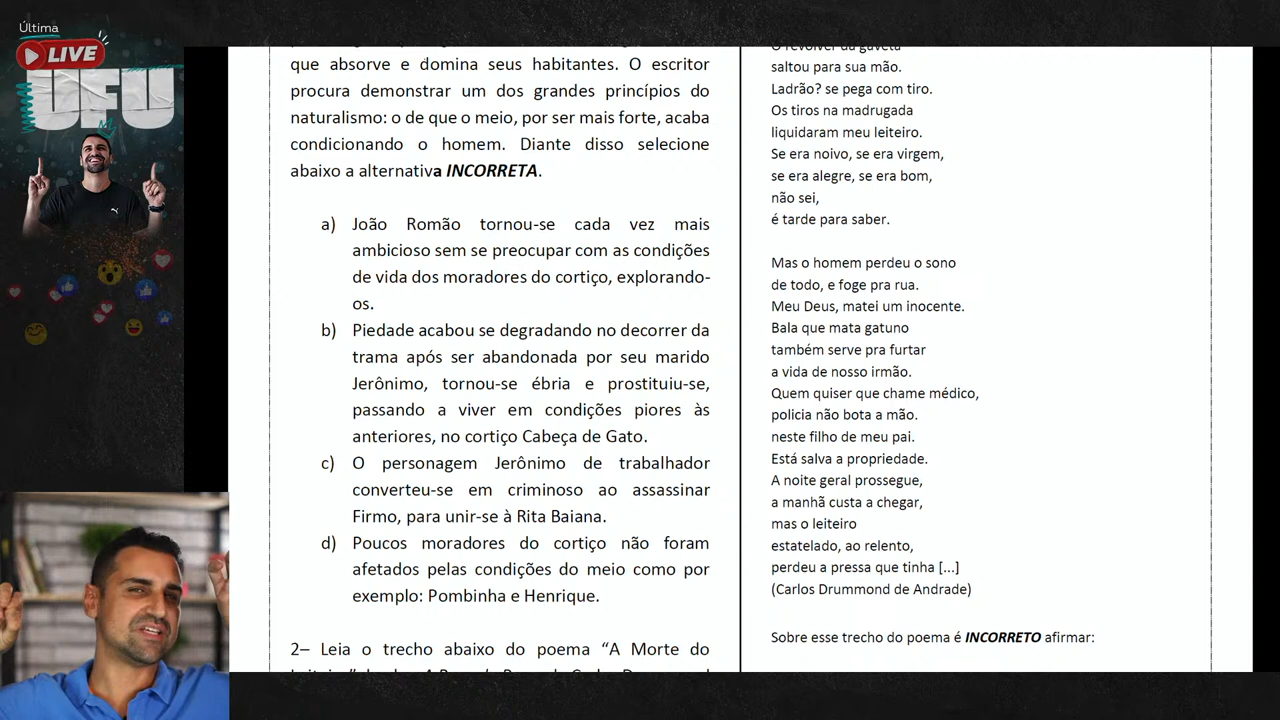 Última
LIVE
UFU
que absorve e domina seus habitantes. O escritor
procura demonstrar um dos grandes princípios do
naturalismo: o de que o meio, por ser mais forte, acaba
condicionando o homem. Diante disso selecione
abaixo a alternativa INCORRETA.
a) João Romão tornou-se cada vez mais
ambicioso sem se preocupar com as condições
de vida dos moradores do cortiço, explorando-
os.
b) Piedade acabou se degradando no decorrer da
trama após ser abandonada por seu marido
Jerônimo, tornou-se ébria e prostituiu-se,
passando a viver em condições piores às
anteriores, no cortiço Cabeça de Gato.
c) O personagem Jerônimo de trabalhador
converteu-se em criminoso ao assassinar
Firmo, para unir-se à Rita Baiana.
d) Poucos moradores do cortiço não foram
afetados pelas condições do meio como por
exemplo: Pombinha e Henrique.
2– Leia o trecho abaixo do poema “A Morte do
O revólver da gaveta
saltou para sua mão.
Ladrão? se pega com tiro.
Os tiros na madrugada
liquidaram meu leiteiro.
Se era noivo, se era virgem,
se era alegre, se era bom,
não sei,
é tarde para saber.
Mas o homem perdeu o sono
de todo, e foge pra rua.
Meu Deus, matei um inocente.
Bala que mata gatuno
também serve pra furtar
a vida de nosso irmão.
Quem quiser que chame médico,
policia não bota a mão.
neste filho de meu pai.
Está salva a propriedade.
A noite geral prossegue,
a manhã custa a chegar,
mas o leiteiro
estatelado, ao relento,
perdeu a pressa que tinha [...]
(Carlos Drummond de Andrade)
Sobre esse trecho do poema é INCORRETO afirmar: